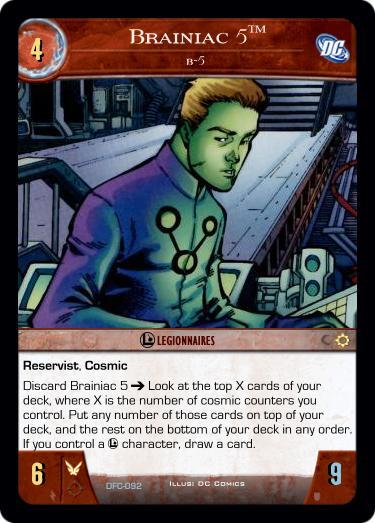 4
BRAINIAC 5™
B-5
DC
L LEGIONNAIRES
Reservist, Cosmic
Discard Brainiac 5 ➔ Look at the top X cards of your
deck, where X is the number of cosmic counters you
control. Put any number of those cards on top of your
deck, and the rest on the bottom of your deck in any order.
If you control a L character, draw a card.
6
DFC-092
ILLUS: DC COMICS
9